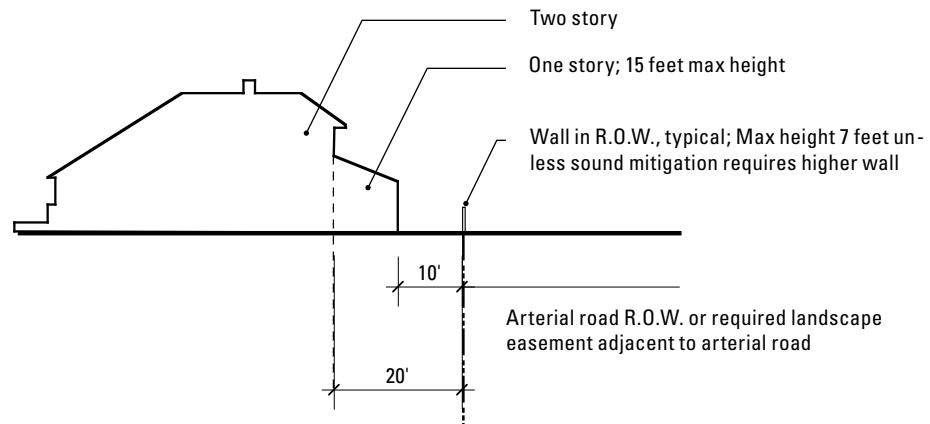 Two story
One story; 15 feet max height
Wall in R.O.W., typical; Max height 7 feet un-
less sound mitigation requires higher wall
10'
Arterial road R.O.W. or required landscape
easement adjacent to arterial road
20'